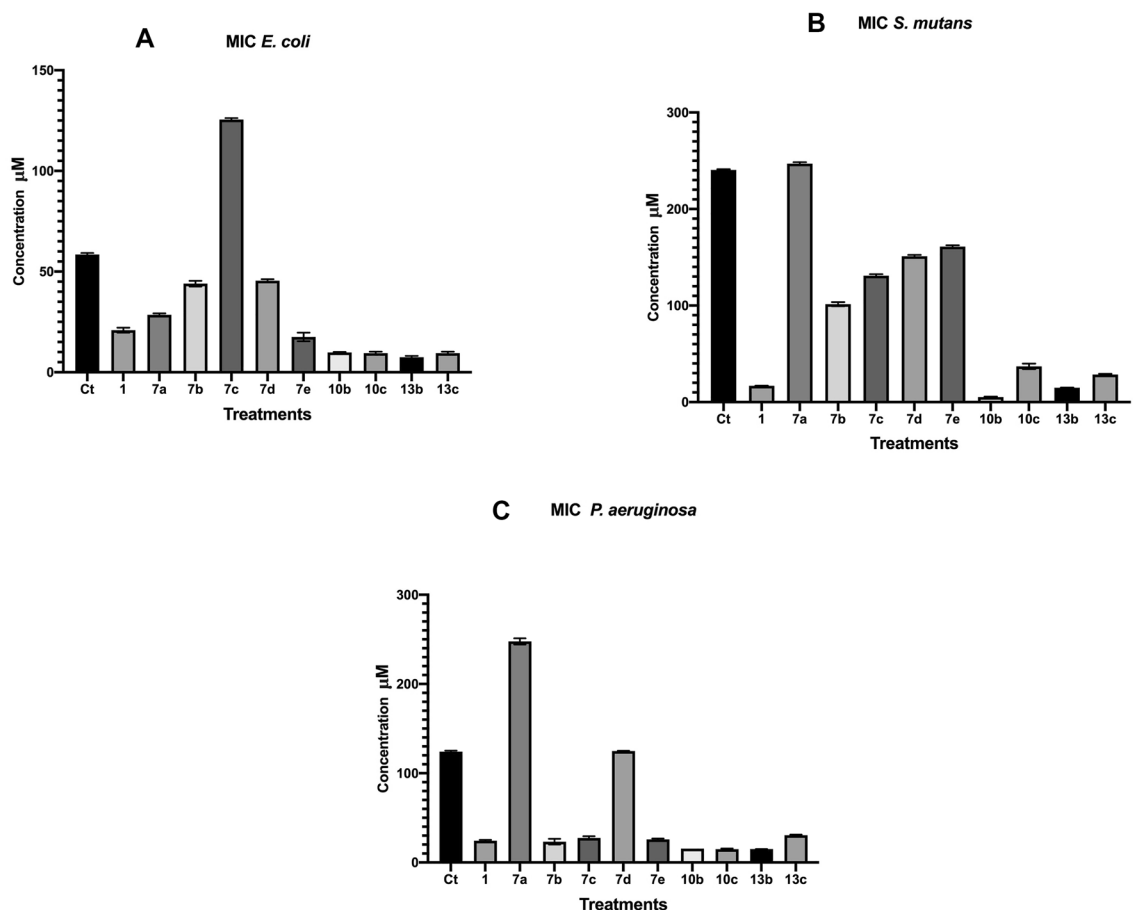 A
MIC E. coli
150
100
50
0
Concentration μM
Ct 1 7a 7b 7c 7d 7e 10b 10c 13b 13c
Treatments
B
MIC S. mutans
300
200
100
0
Concentration μM
Ct 1 7a 7b 7c 7d 7e 10b 10c 13b 13c
Treatments
C
MIC P. aeruginosa
300
200
100
0
Concentration μM
Ct 1 7a 7b 7c 7d 7e 10b 10c 13b 13c
Treatments